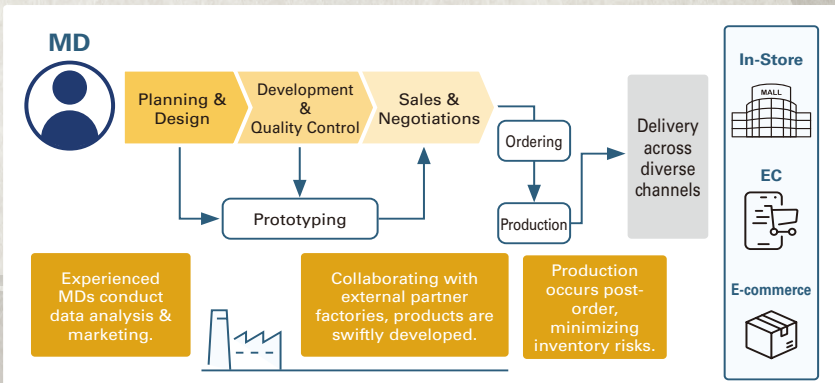 MD
Planning &
Design
Development
&
Quality Control
Sales &
Negotiations
Prototyping
Ordering
Production
Delivery
across
diverse
channels
In-Store
MALL
EC
E-commerce
Experienced
MDs conduct
data analysis &
marketing.
Collaborating with
external partner
factories, products are
swiftly developed.
Production
occurs post-
order,
minimizing
inventory risks.